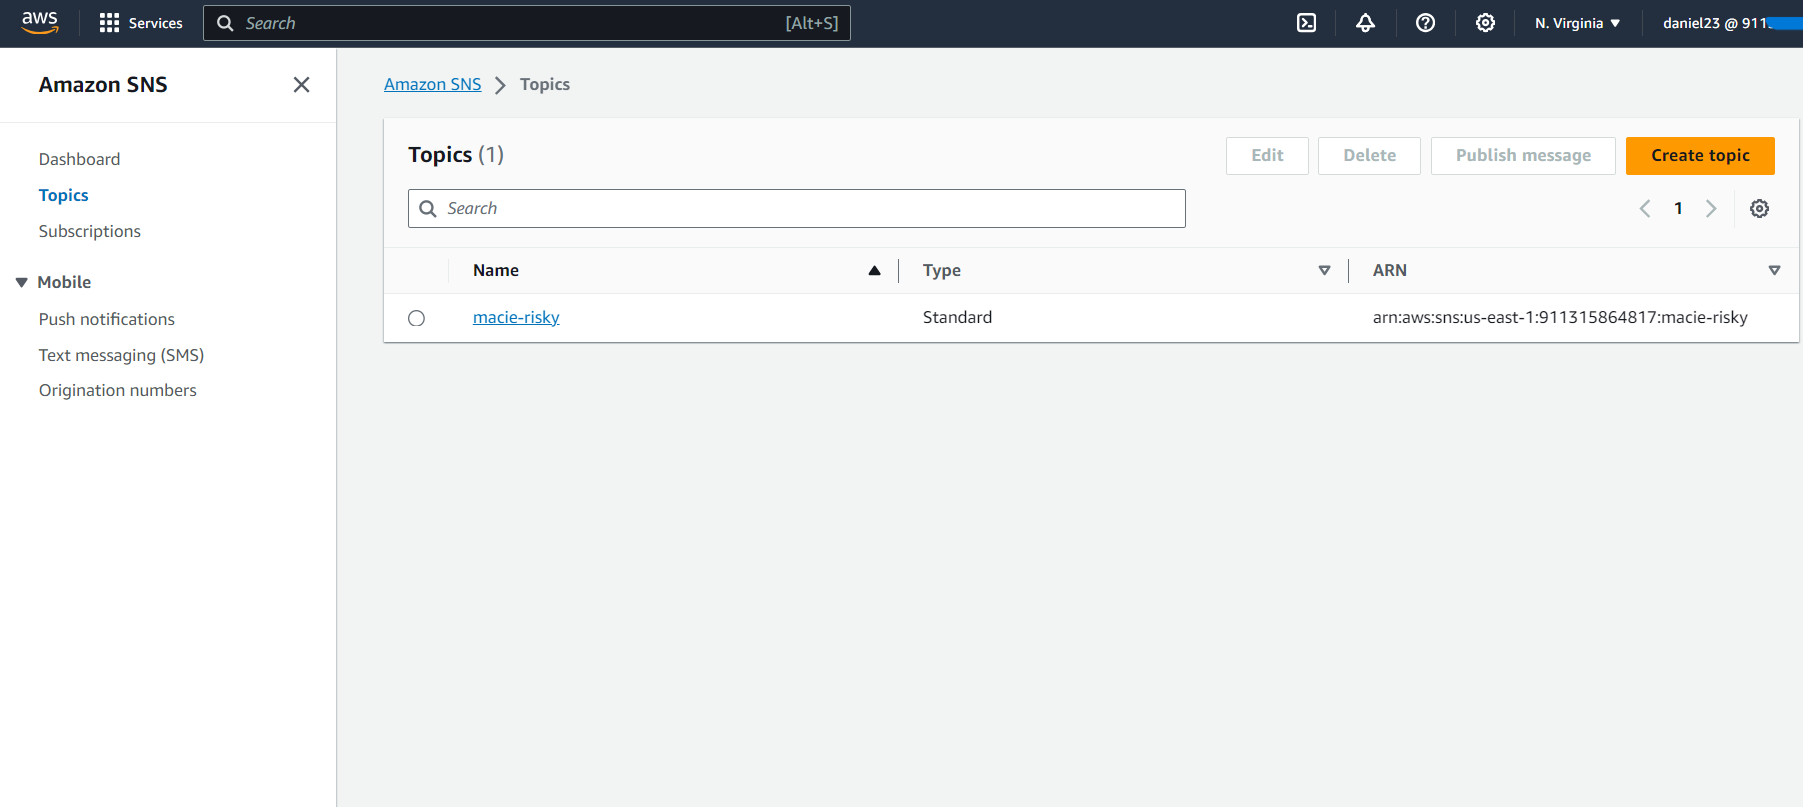 aws Services Search [Alt+S] N. Virginia daniel23 @ 911
Amazon SNS
Dashboard
Topics
Subscriptions
Mobile
Push notifications
Text messaging (SMS)
Origination numbers
Amazon SNS Topics
Topics (1) Edit Delete Publish message Create topic
Search 1
Name Type ARN
macie-risky Standard arn:aws:sns:us-east-1:911315864817:macie-risky